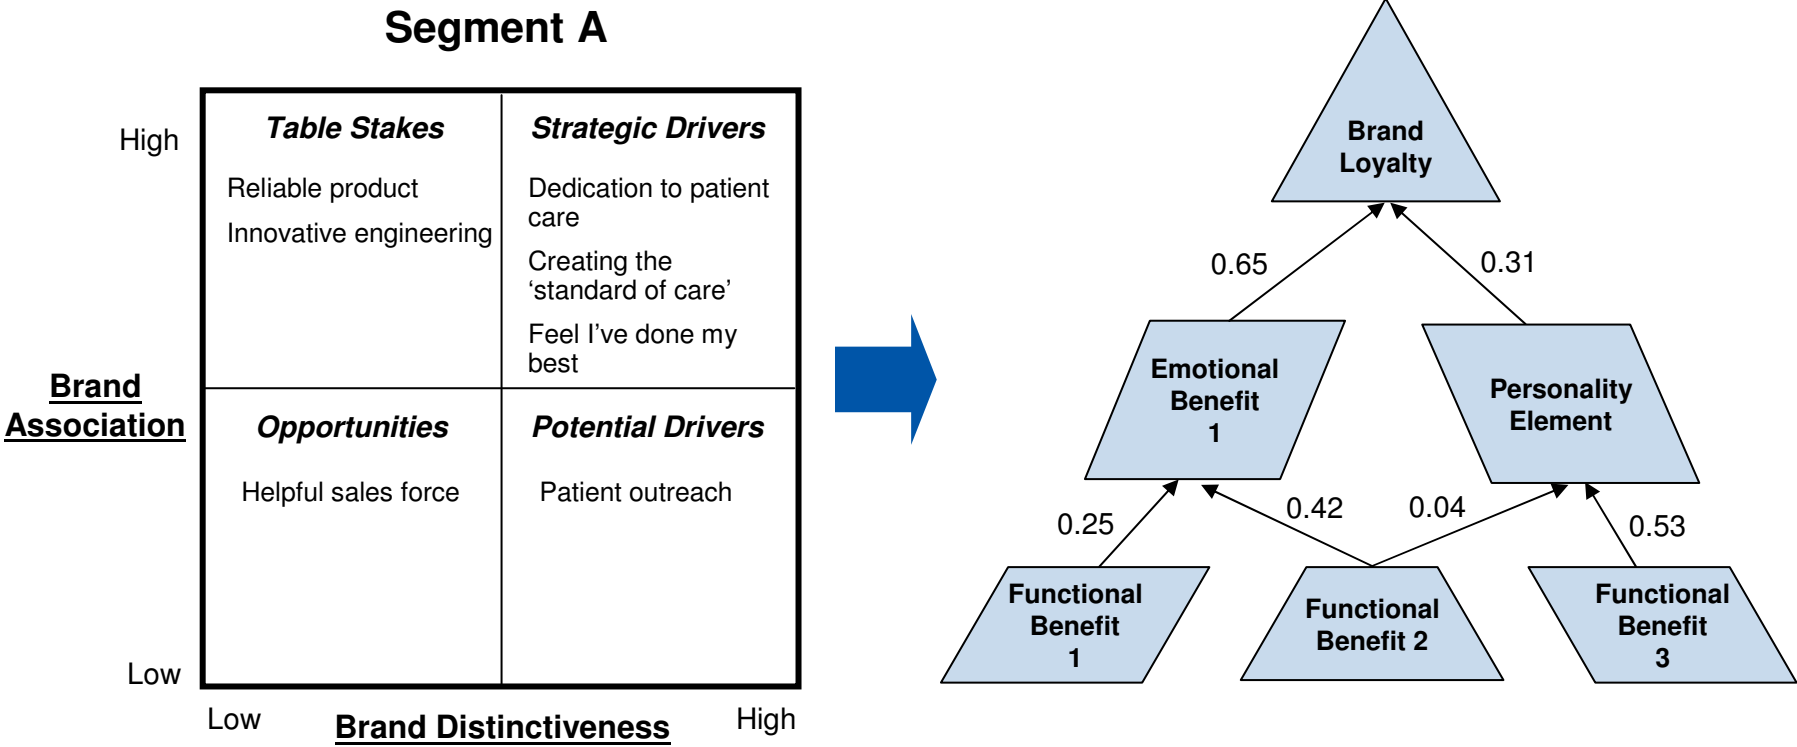 Segment A
High
Table Stakes
Reliable product
Innovative engineering
Strategic Drivers
Dedication to patient
care
Creating the
‘standard of care’
Feel I’ve done my
best
Brand
Association
Opportunities
Helpful sales force
Potential Drivers
Patient outreach
Low
Low
Brand Distinctiveness
High
Brand
Loyalty
0.65
0.31
Emotional
Benefit
1
Personality
Element
0.25
0.42
0.04
0.53
Functional
Benefit
1
Functional
Benefit 2
Functional
Benefit
3